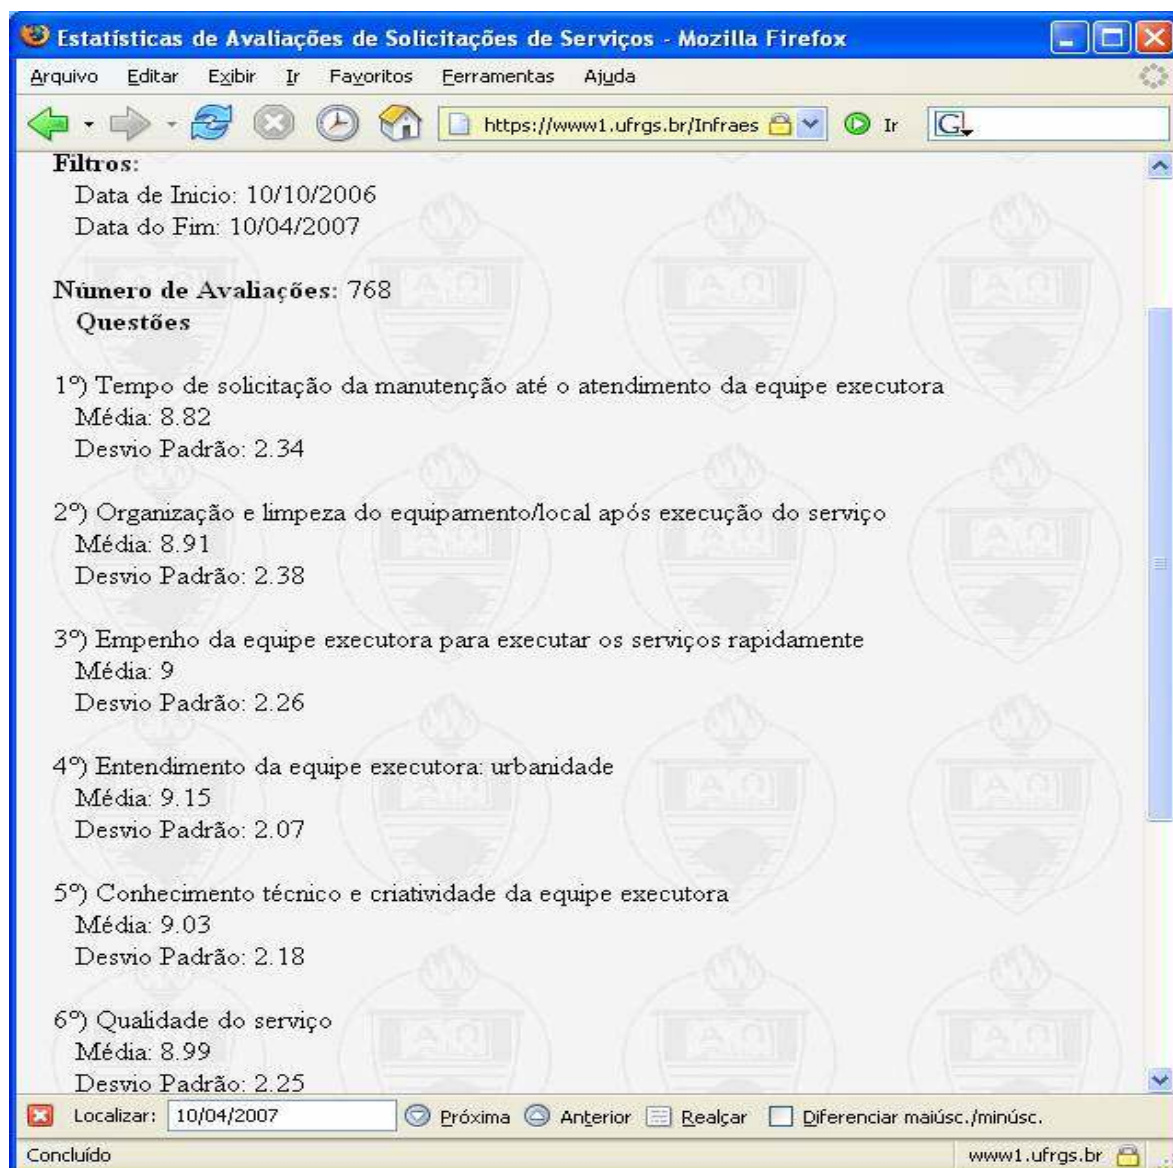 Estatísticas de Avaliações de Solicitações de Serviços - Mozilla Firefox
Arquivo Editar Exibir Ir Favoritos Ferramentas Ajuda
https://www1.ufrgs.br/Infraes Ir G
Filtros:
Data de Inicio: 10/10/2006
Data do Fim: 10/04/2007
Número de Avaliações: 768
Questões
1º) Tempo de solicitação da manutenção até o atendimento da equipe executora
Média: 8.82
Desvio Padrão: 2.34
2º) Organização e limpeza do equipamento/local após execução do serviço
Média: 8.91
Desvio Padrão: 2.38
3º) Empenho da equipe executora para executar os serviços rapidamente
Média: 9
Desvio Padrão: 2.26
4º) Entendimento da equipe executora: urbanidade
Média: 9.15
Desvio Padrão: 2.07
5º) Conhecimento técnico e criatividade da equipe executora
Média: 9.03
Desvio Padrão: 2.18
6º) Qualidade do serviço
Média: 8.99
Desvio Padrão: 2.25
Localizar: 10/04/2007 Próxima Anterior Realçar Diferenciar maiúsc./minúsc.
Concluído www1.ufrgs.br